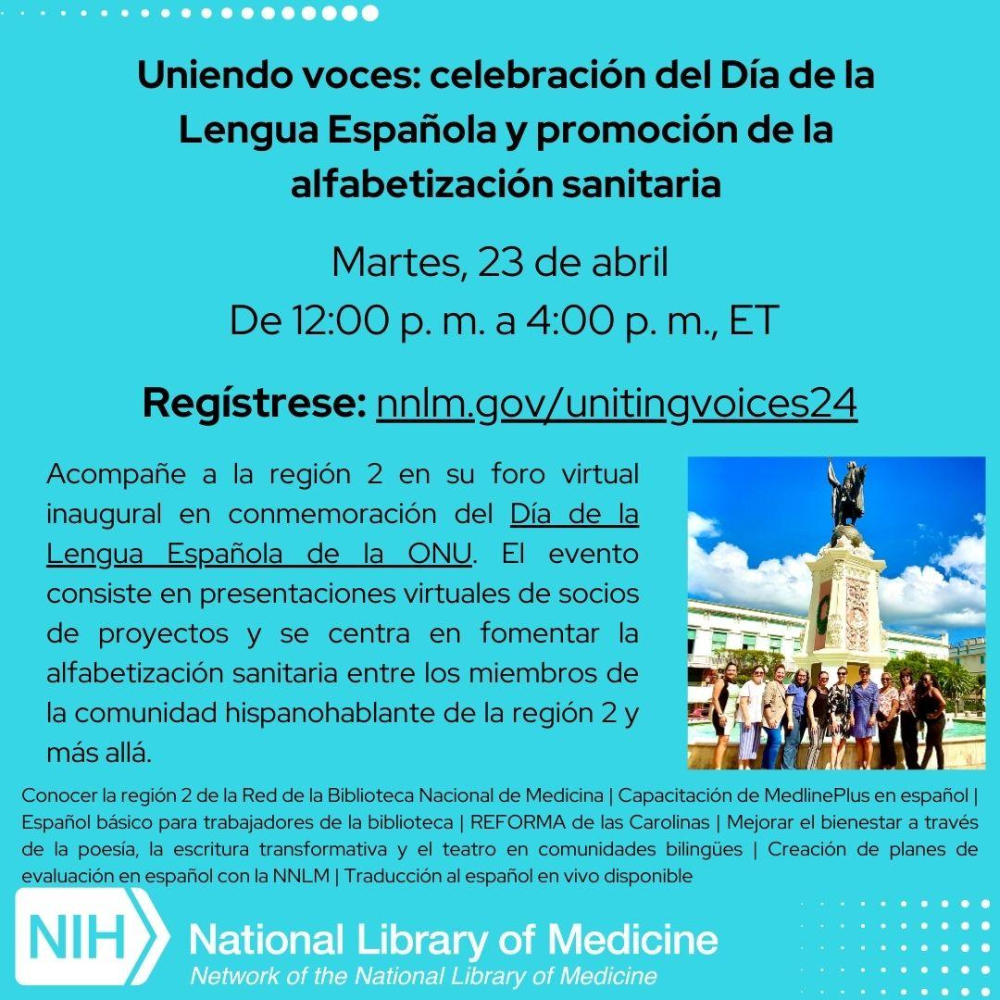 Uniendo voces: celebración del Día de la
Lengua Española y promoción de la
alfabetización sanitaria
Martes, 23 de abril
De 12:00 p. m. a 4:00 p. m., ET
Regístrese: nnlm.gov/unitingvoices24
Acompañe a la región 2 en su foro virtual
inaugural en conmemoración del Día de la
Lengua Española de la ONU. El evento
consiste en presentaciones virtuales de socios
de proyectos y se centra en fomentar la
alfabetización sanitaria entre los miembros de
la comunidad hispanohablante de la región 2 y
más allá.
Conocer la región 2 de la Red de la Biblioteca Nacional de Medicina | Capacitación de MedlinePlus en español |
Español básico para trabajadores de la biblioteca | REFORMA de las Carolinas | Mejorar el bienestar a través
de la poesía, la escritura transformativa y el teatro en comunidades bilingües | Creación de planes de
evaluación en español con la NNLM | Traducción al español en vivo disponible
NIH National Library of Medicine
Network of the National Library of Medicine